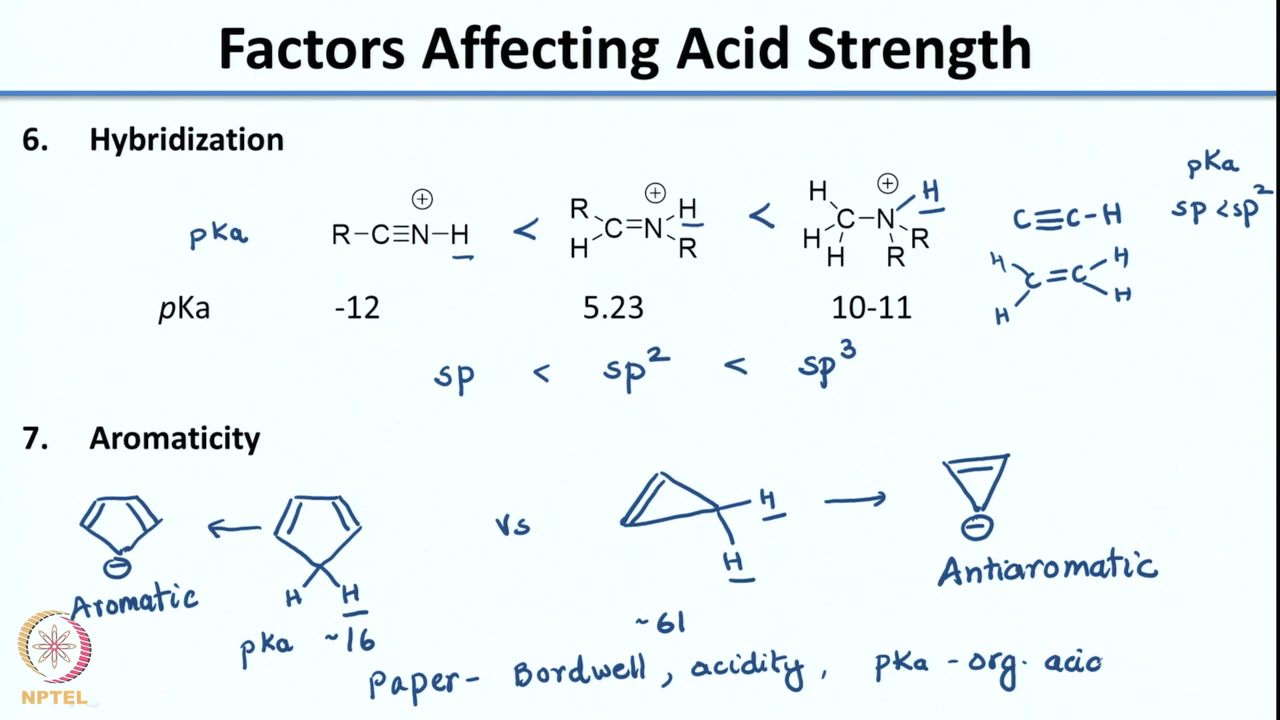 Factors Affecting Acid Strength
6. Hybridization
pKa
sp < sp²
pKa R–C≡N–H ⊕ < R H C=N H R ⊕ < H H H C–N H R R ⊕
C≡C–H
H H C=C H H
pKa -12 5.23 10-11
sp < sp² < sp³
7. Aromaticity
⊖ ← H H vs H H → ⊖
Aromatic
Antiaromatic
pKa ~16
~61
Paper - Bordwell, acidity, pKa - org. acid
NPTEL